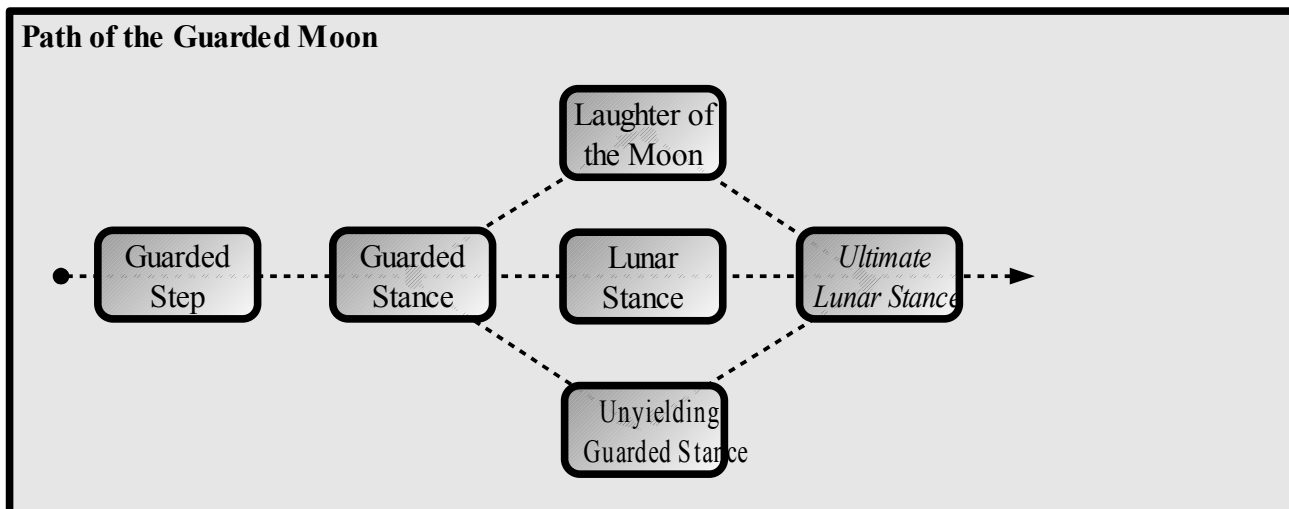 Path of the Guarded Moon
Laughter of
the Moon
Guarded
Step
Guarded
Stance
Lunar
Stance
Ultimate
Lunar Stance
Unyielding
Guarded Stance